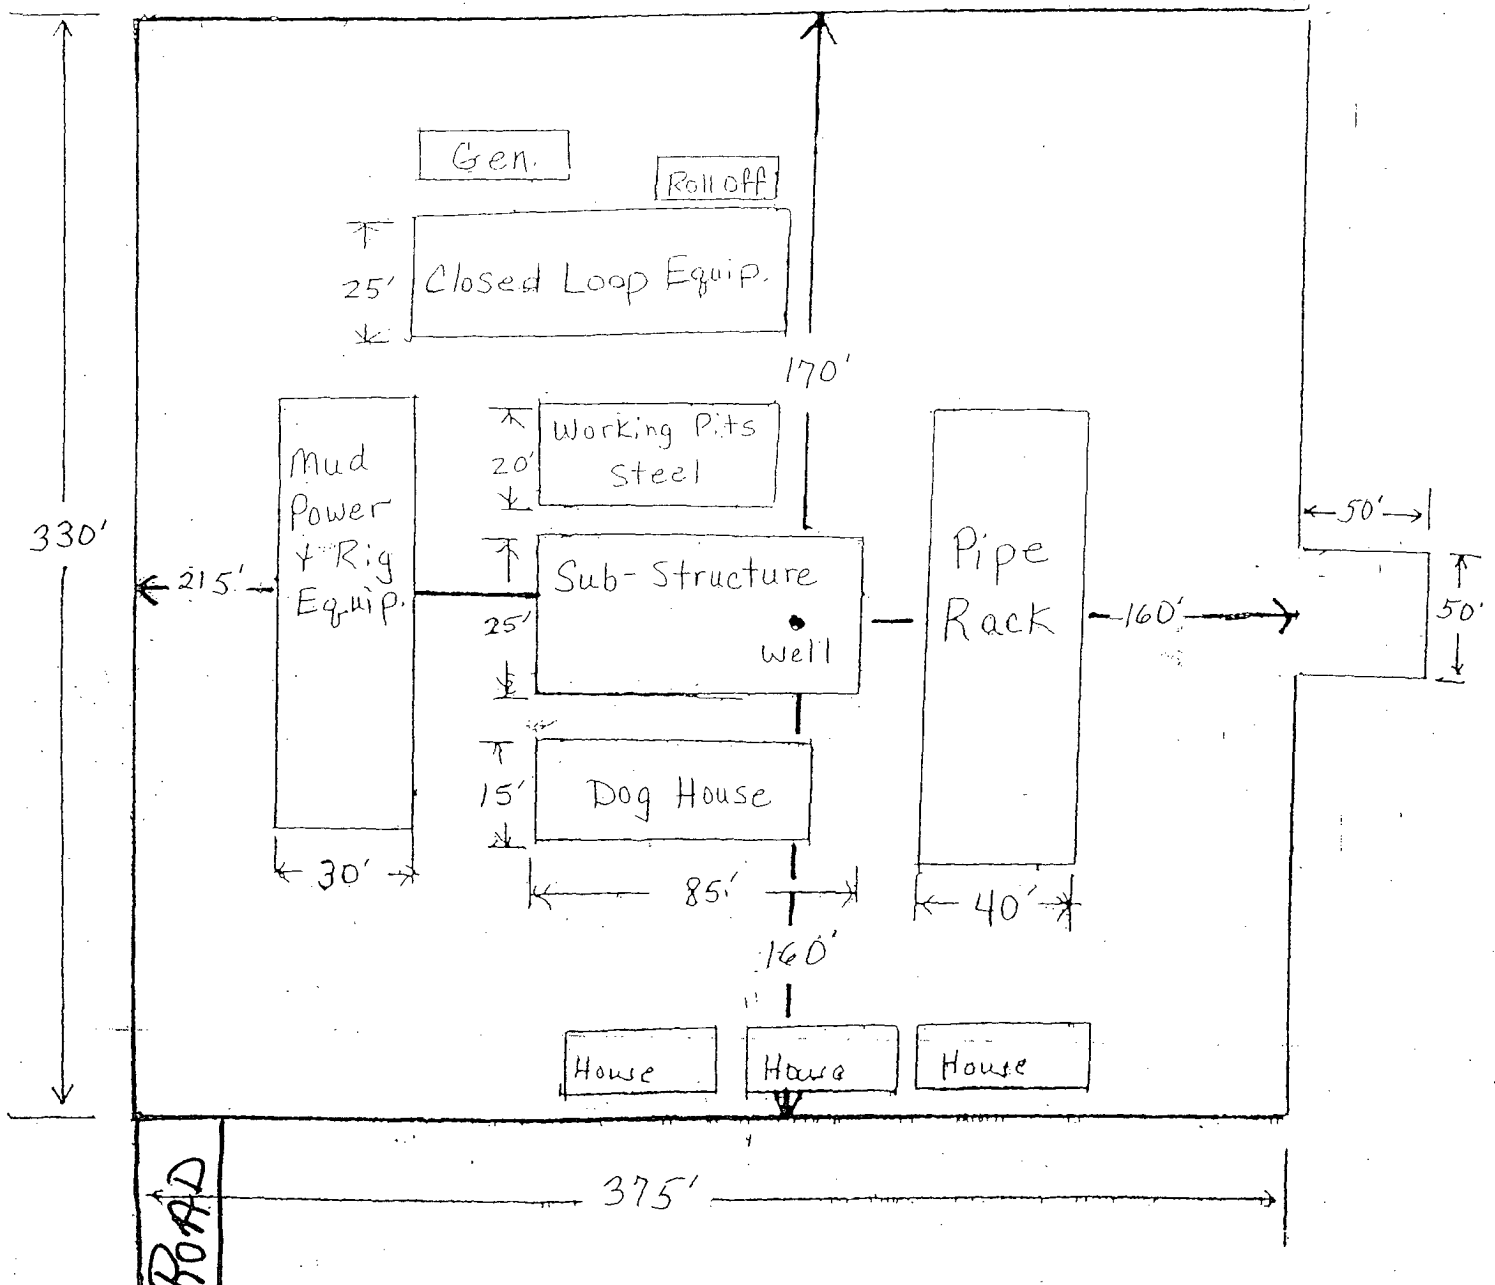 Gen.
Roll off
25'
Closed Loop Equip.
170'
Mud
Power
+ Rig
Equip.
20'
Working Pits
Steel
330'
215'
25'
Sub-Structure
well
Pipe
Rack
160'
50'
50'
15'
Dog House
30'
85'
40'
160'
House
House
House
375'
ROAD